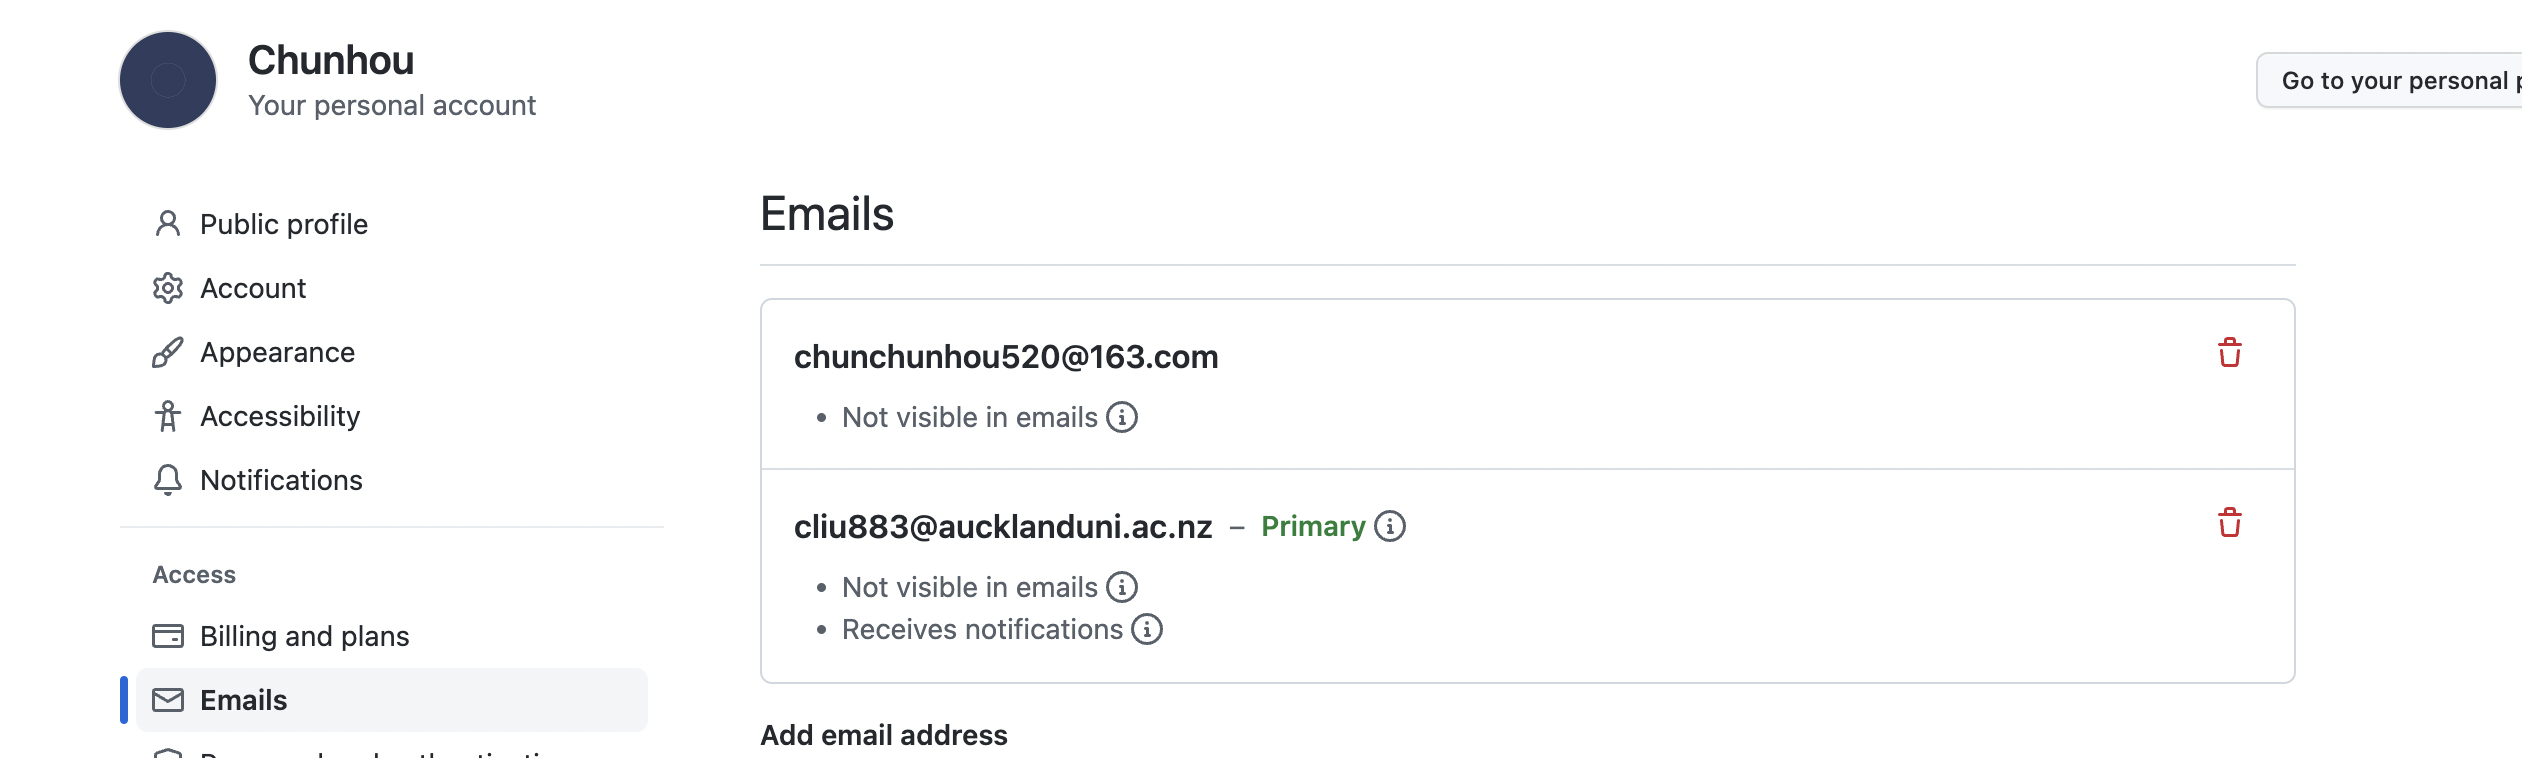 Chunhou
Your personal account
Go to your personal
Public profile
Account
Appearance
Accessibility
Notifications
Access
Billing and plans
Emails
Emails
chunchunhou520@163.com
• Not visible in emails
cliu883@aucklanduni.ac.nz – Primary
• Not visible in emails
• Receives notifications
Add email address